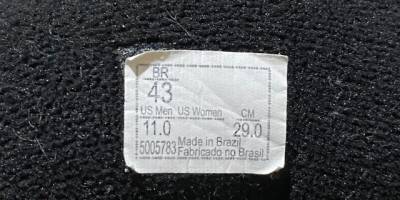 BR
43
US Men US Women CM
11.0 29.0
5005783 Made in Brazil
Fabricado no Brasil